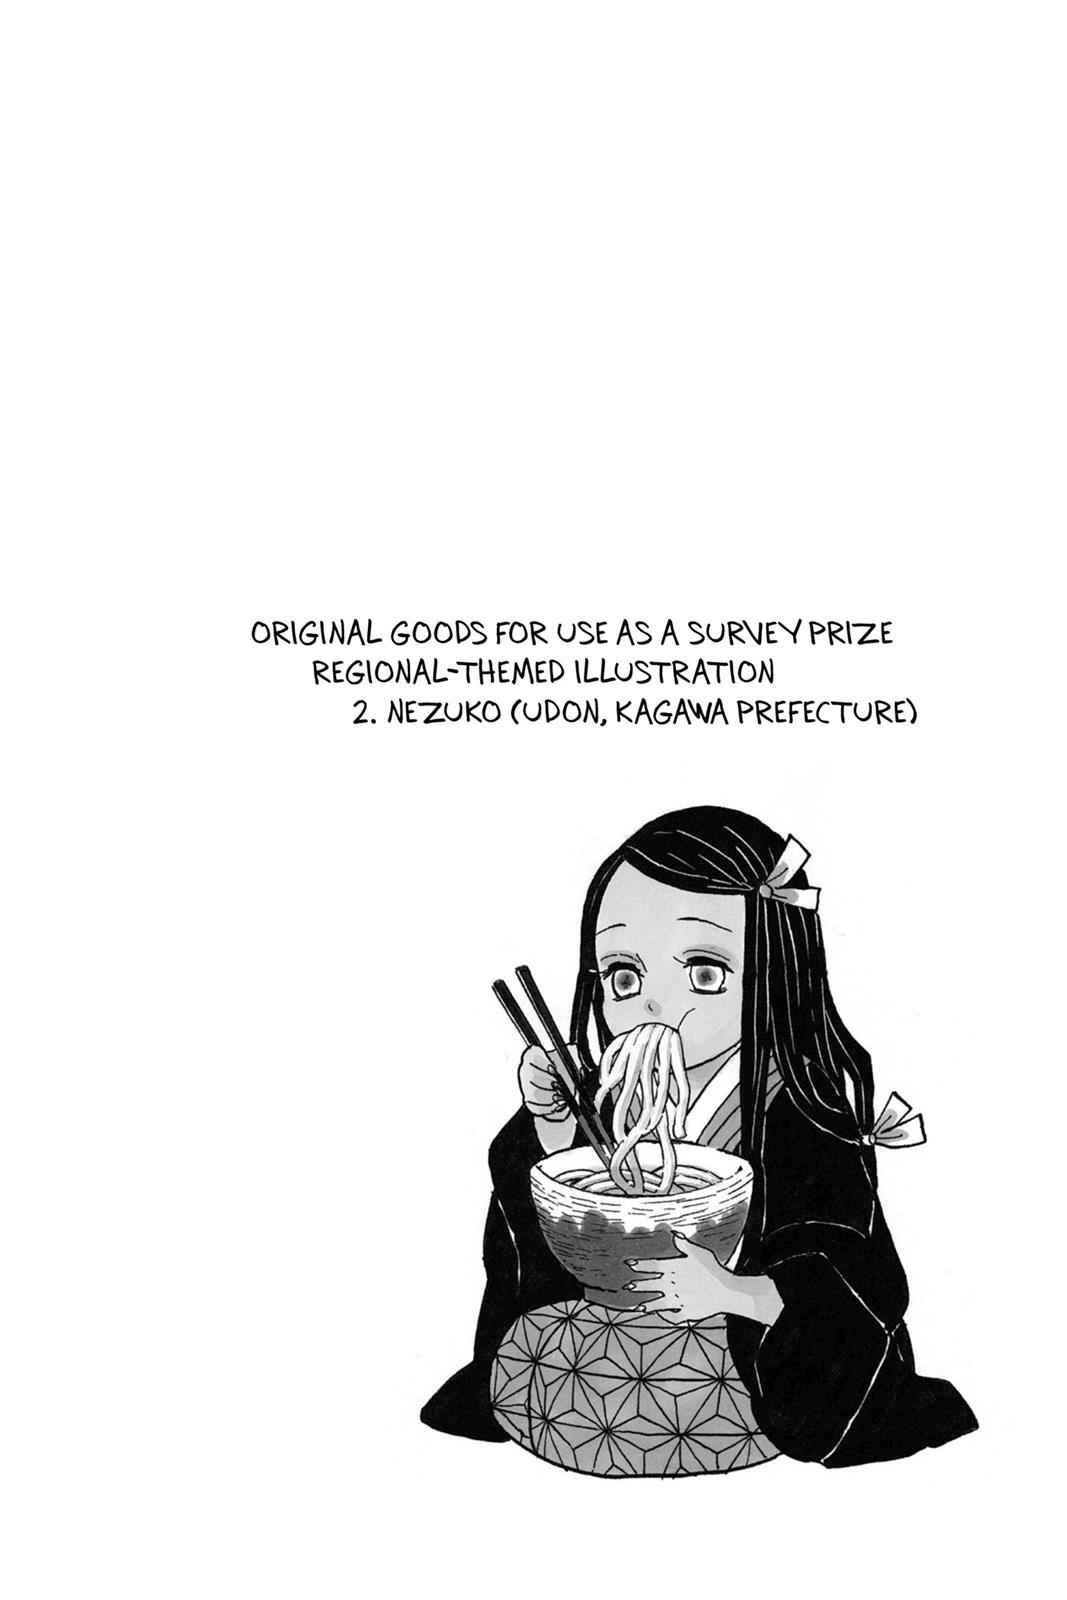 ORIGINAL GOODS FOR USE AS A SURVEY PRIZE
REGIONAL-THEMED ILLUSTRATION
2. NEZUKO (UDON, KAGAWA PREFECTURE)